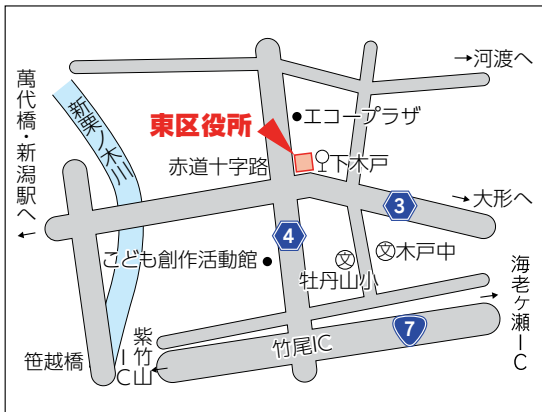 →河渡へ
萬代橋・新潟駅へ
新栗ノ木川
エコープラザ
東区役所
赤道十字路
下木戸
3
→大形へ
4
こども創作活動館
文
木戸中
文
牡丹山小
海老ヶ瀬IC
7
竹尾IC
紫竹山IC
笹越橋